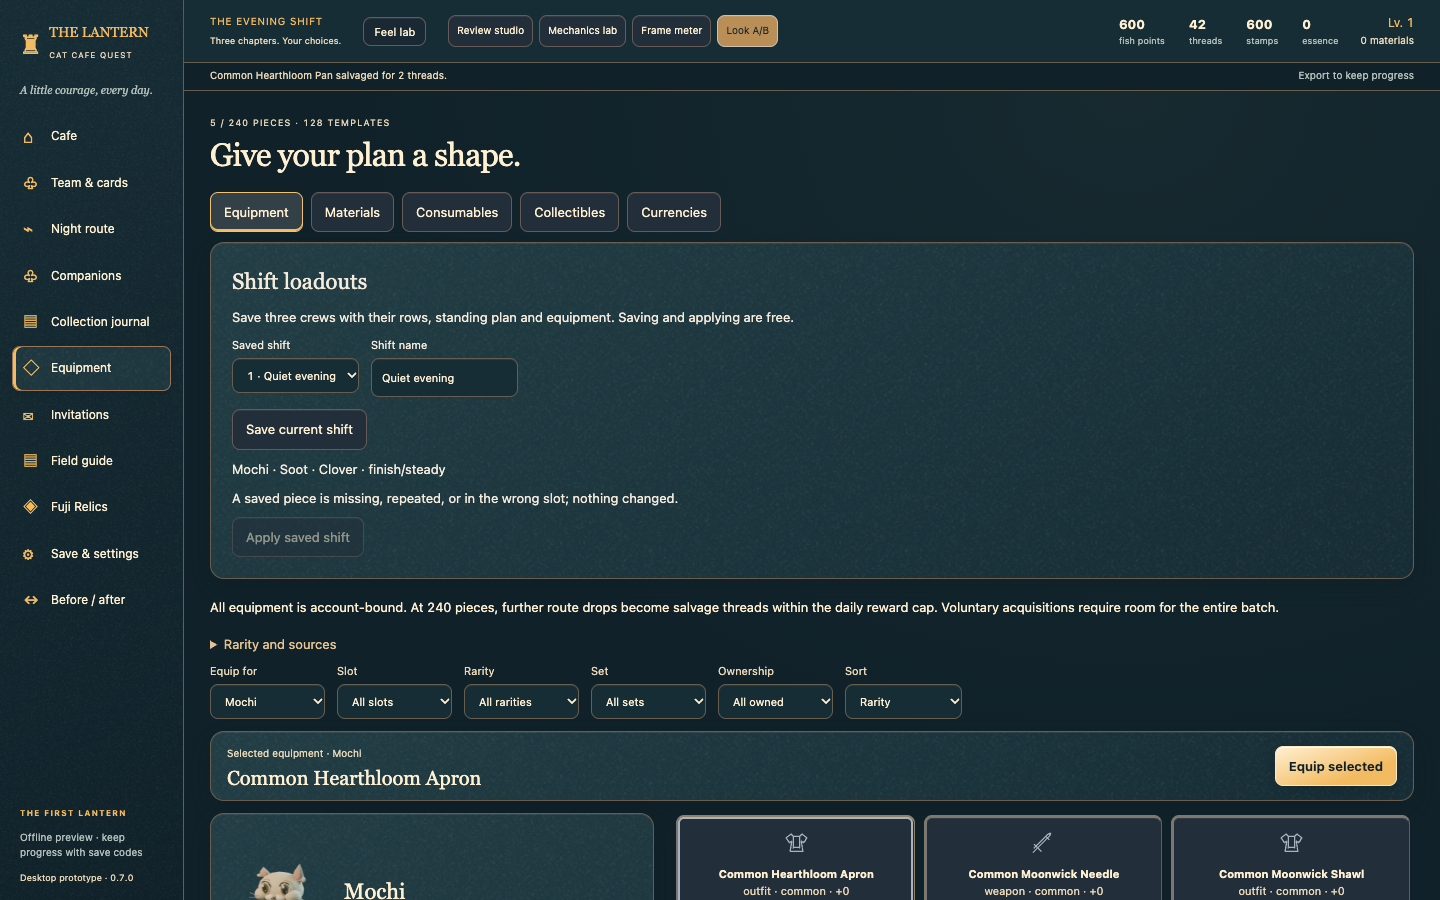 THE LANTERN
CAT CAFE QUEST
A little courage, every day.
Cafe
Team & cards
Night route
Companions
Collection journal
Equipment
Invitations
Field guide
Fuji Relics
Save & settings
Before / after
THE FIRST LANTERN
Offline preview · keep
progress with save codes
Desktop prototype · 0.7.0
THE EVENING SHIFT
Three chapters. Your choices.
Feel lab
Review studio
Mechanics lab
Frame meter
Look A/B
600
fish points
42
threads
600
stamps
0
essence
Lv. 1
0 materials
Common Hearthloom Pan salvaged for 2 threads.
Export to keep progress
5 / 240 PIECES · 128 TEMPLATES
Give your plan a shape.
Equipment
Materials
Consumables
Collectibles
Currencies
Shift loadouts
Save three crews with their rows, standing plan and equipment. Saving and applying are free.
Saved shift
Shift name
1 · Quiet evening
Quiet evening
Save current shift
Mochi · Soot · Clover · finish/steady
A saved piece is missing, repeated, or in the wrong slot; nothing changed.
Apply saved shift
All equipment is account-bound. At 240 pieces, further route drops become salvage threads within the daily reward cap. Voluntary acquisitions require room for the entire batch.
Rarity and sources
Equip for
Slot
Rarity
Set
Ownership
Sort
Mochi
All slots
All rarities
All sets
All owned
Rarity
Selected equipment · Mochi
Common Hearthloom Apron
Equip selected
Mochi
Common Hearthloom Apron
outfit · common · +0
Common Moonwick Needle
weapon · common · +0
Common Moonwick Shawl
outfit · common · +0